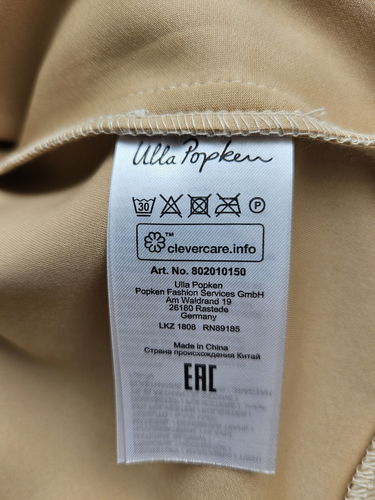 Ulla Popken
30
P
™
clevercare.info
Art. No. 802010150
Ulla Popken
Popken Fashion Services GmbH
Am Waldrand 19
26180 Rastede
Germany
LKZ 1808 RN89185
Made in China
Страна происхождения Китай
EAC